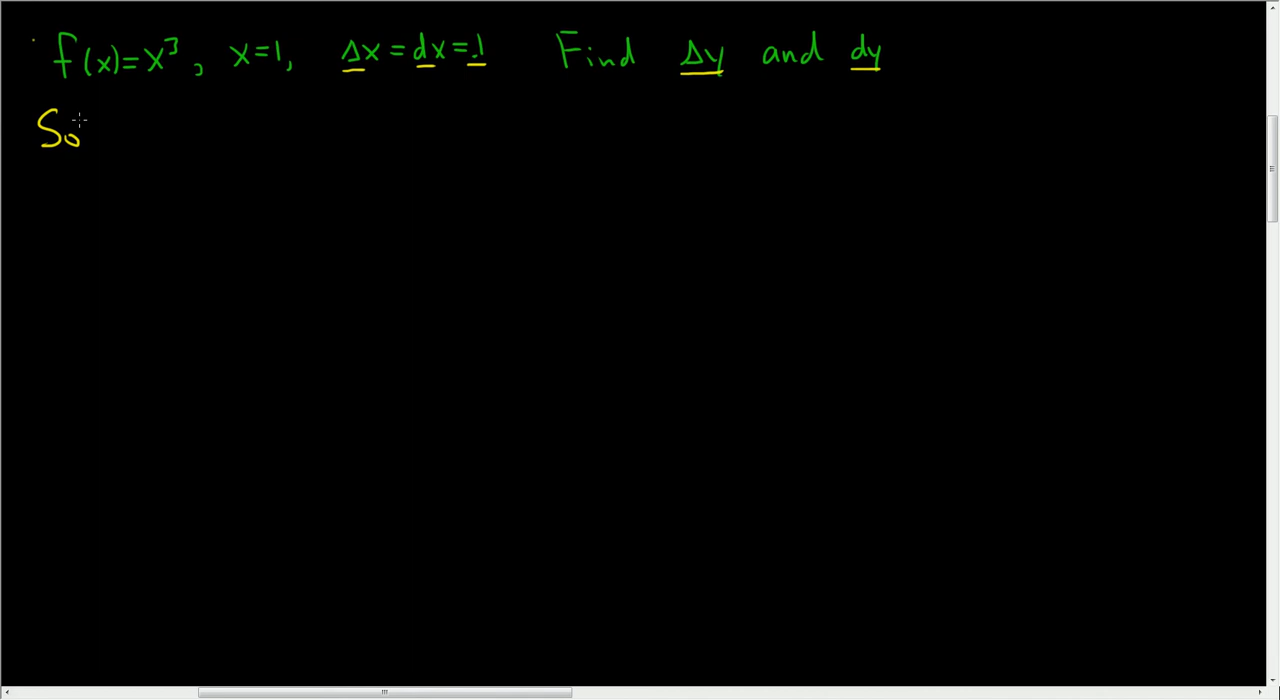 f(x)=x³, x=1, Δx=dx=.1 Find Δy and dy
So